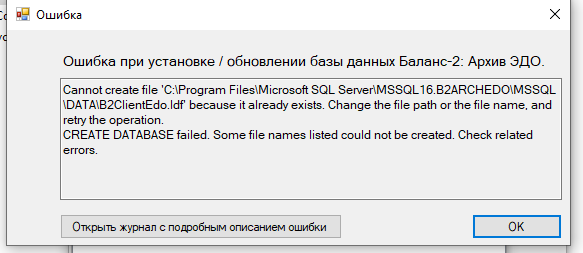 Ошибка
Ошибка при установке / обновлении базы данных Баланс-2: Архив ЭДО.
Cannot create file 'C:\Program Files\Microsoft SQL Server\MSSQL16.B2ARCHEDO\MSSQL
\DATA\B2ClientEdo.ldf' because it already exists. Change the file path or the file name, and
retry the operation.
CREATE DATABASE failed. Some file names listed could not be created. Check related
errors.
Открыть журнал с подробным описанием ошибки
OK